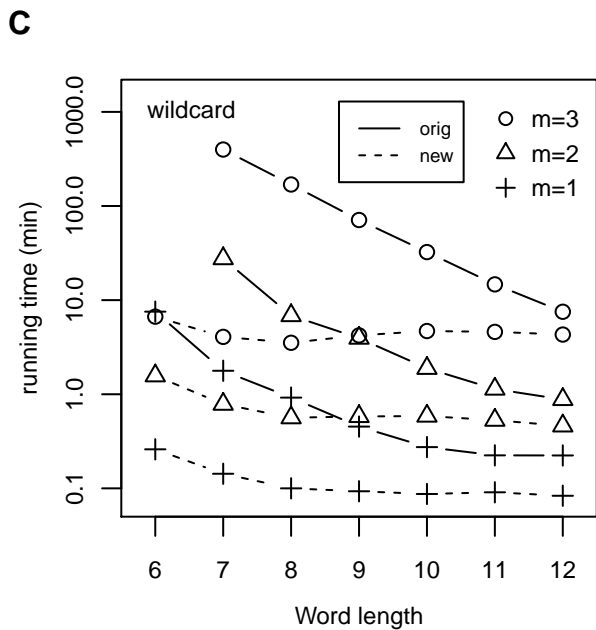 C
wildcard
orig
new
m=3
m=2
m=1
running time (min)
1000.0
100.0
10.0
1.0
0.1
6 7 8 9 10 11 12
Word length